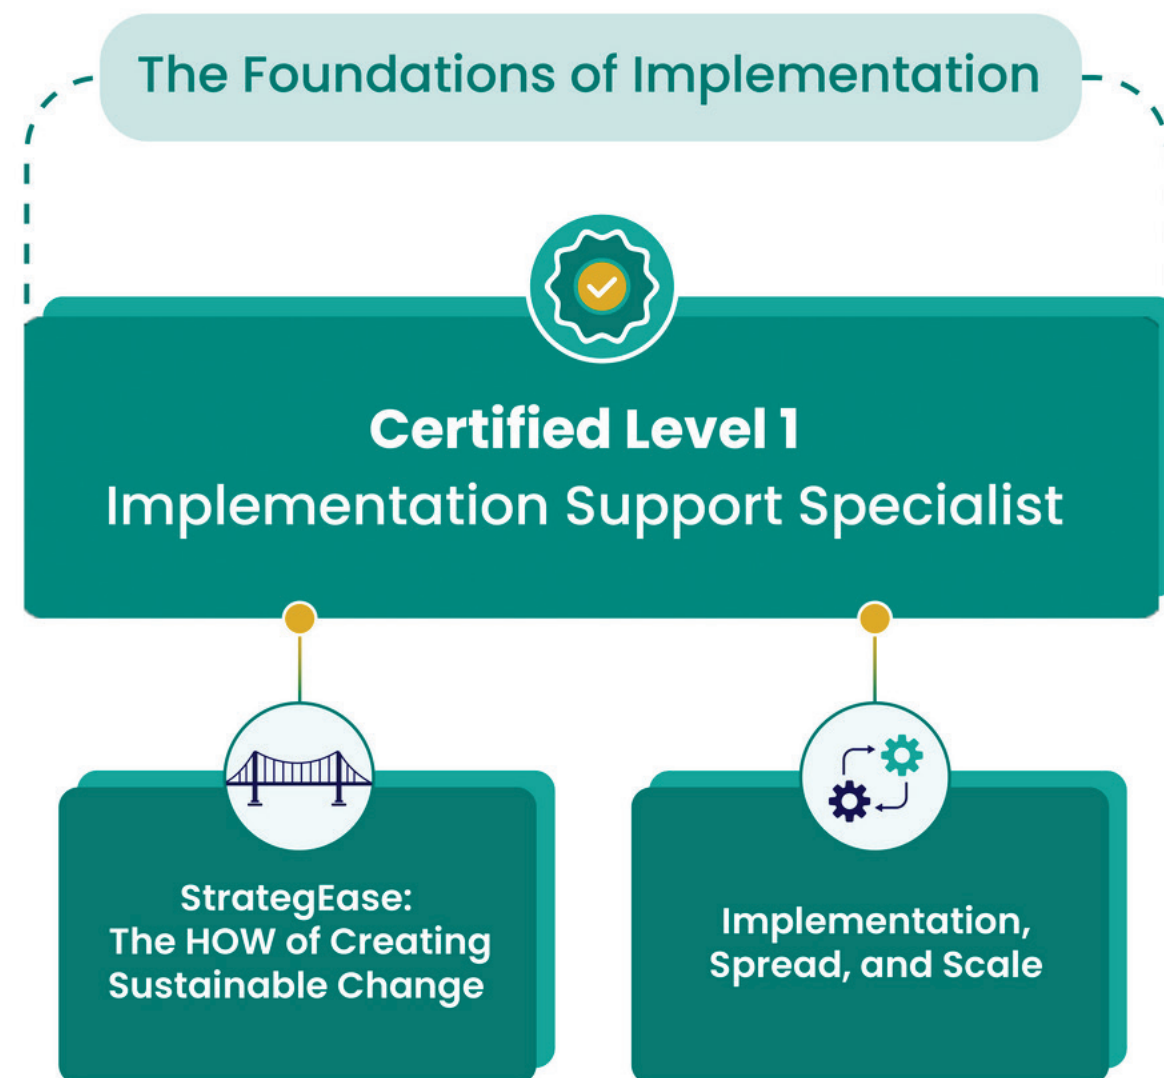 The Foundations of Implementation
Certified Level 1
Implementation Support Specialist
StrategEase:
The HOW of Creating
Sustainable Change
Implementation,
Spread, and Scale